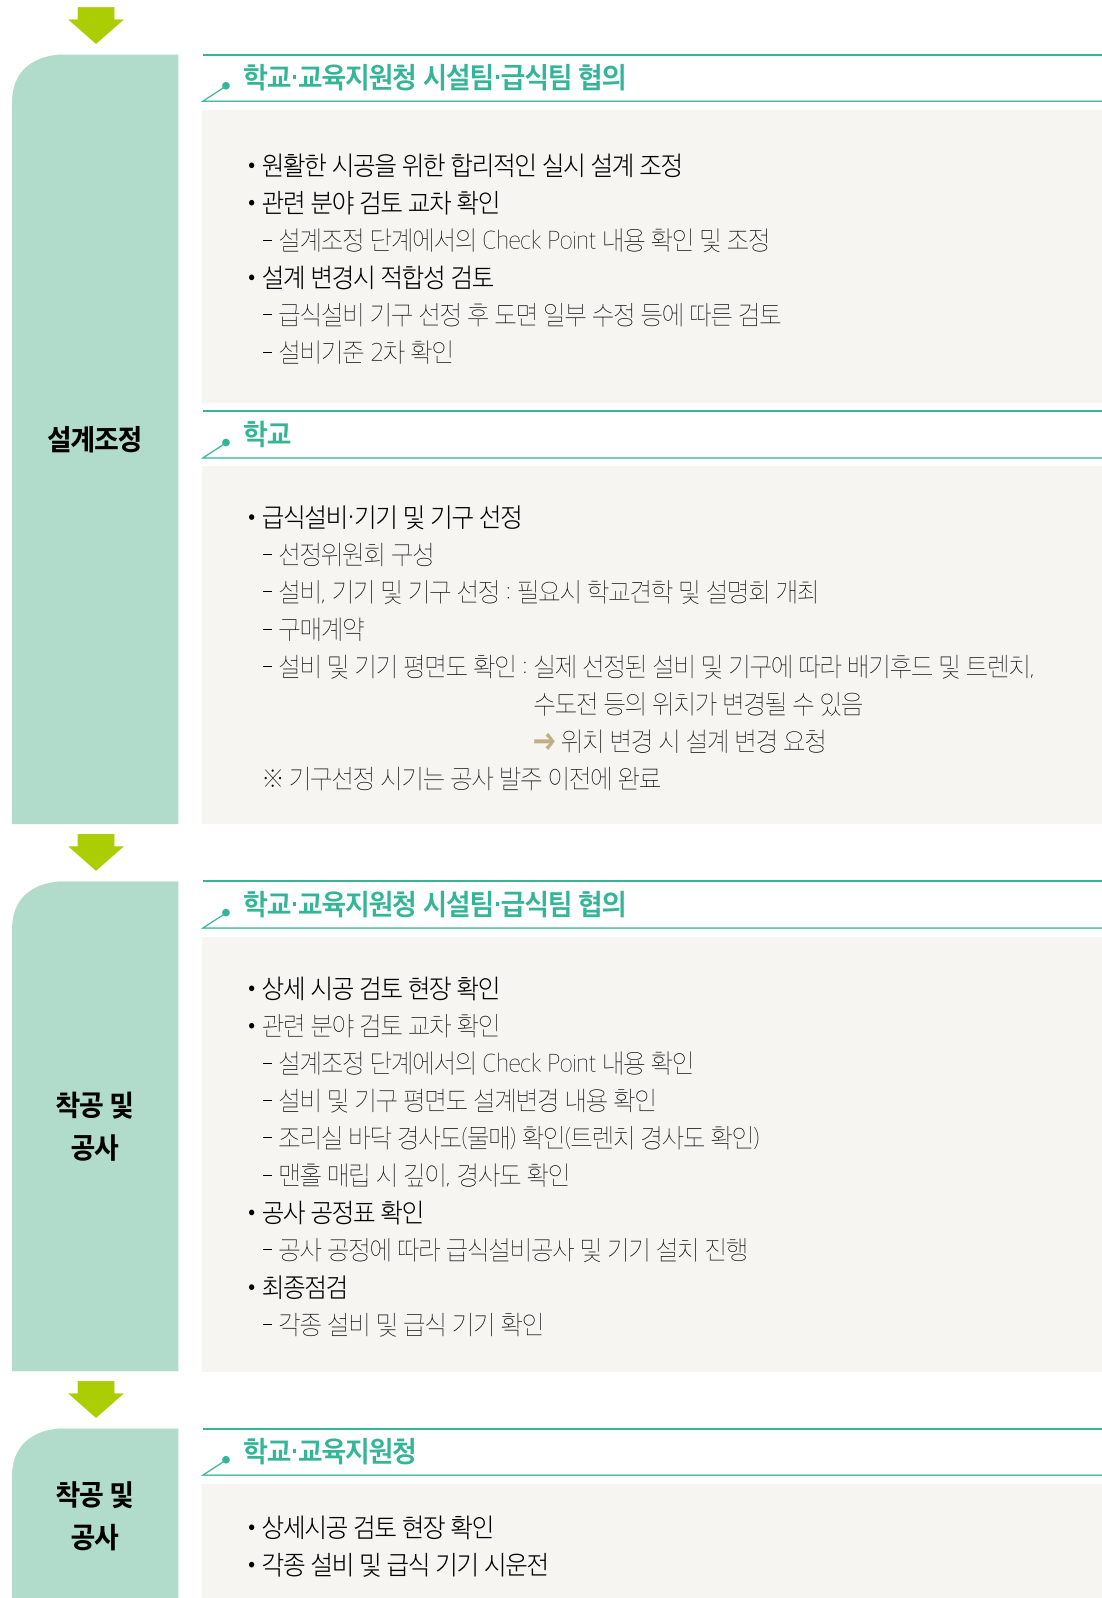 설계조정
학교·교육지원청 시설팀·급식팀 협의
• 원활한 시공을 위한 합리적인 실시 설계 조정
• 관련 분야 검토 교차 확인
– 설계조정 단계에서의 Check Point 내용 확인 및 조정
• 설계 변경시 적합성 검토
– 급식설비 기구 선정 후 도면 일부 수정 등에 따른 검토
– 설비기준 2차 확인
학교
• 급식설비·기기 및 기구 선정
– 선정위원회 구성
– 설비, 기기 및 기구 선정 : 필요시 학교견학 및 설명회 개최
– 구매계약
– 설비 및 기기 평면도 확인 : 실제 선정된 설비 및 기구에 따라 배기후드 및 트렌치,
수도전 등의 위치가 변경될 수 있음
➔ 위치 변경 시 설계 변경 요청
※ 기구선정 시기는 공사 발주 이전에 완료
착공 및
공사
학교·교육지원청 시설팀·급식팀 협의
• 상세 시공 검토 현장 확인
• 관련 분야 검토 교차 확인
– 설계조정 단계에서의 Check Point 내용 확인
– 설비 및 기구 평면도 설계변경 내용 확인
– 조리실 바닥 경사도(물매) 확인(트렌치 경사도 확인)
– 맨홀 매립 시 깊이, 경사도 확인
• 공사 공정표 확인
– 공사 공정에 따라 급식설비공사 및 기기 설치 진행
• 최종점검
– 각종 설비 및 급식 기기 확인
착공 및
공사
학교·교육지원청
• 상세시공 검토 현장 확인
• 각종 설비 및 급식 기기 시운전